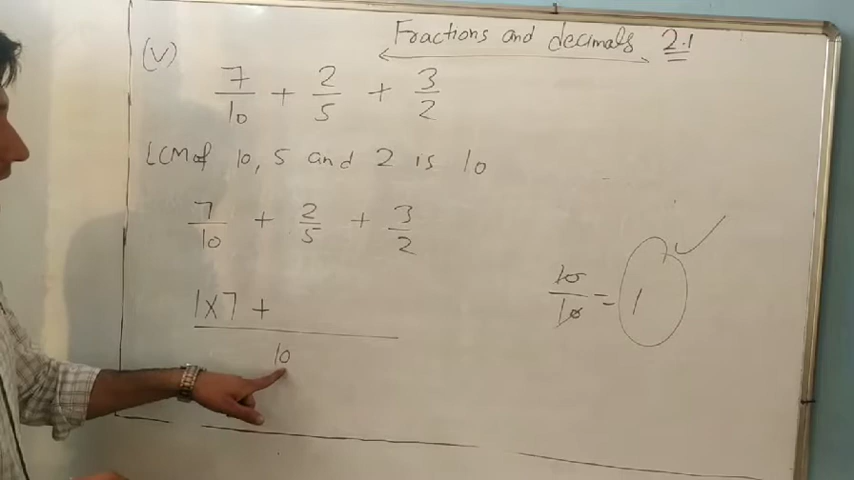 Fractions and decimals 2.1
(v)
7/10 + 2/5 + 3/2
LCM of 10, 5 and 2 is 10
7/10 + 2/5 + 3/2
1×7 +
10
10/10 = 1